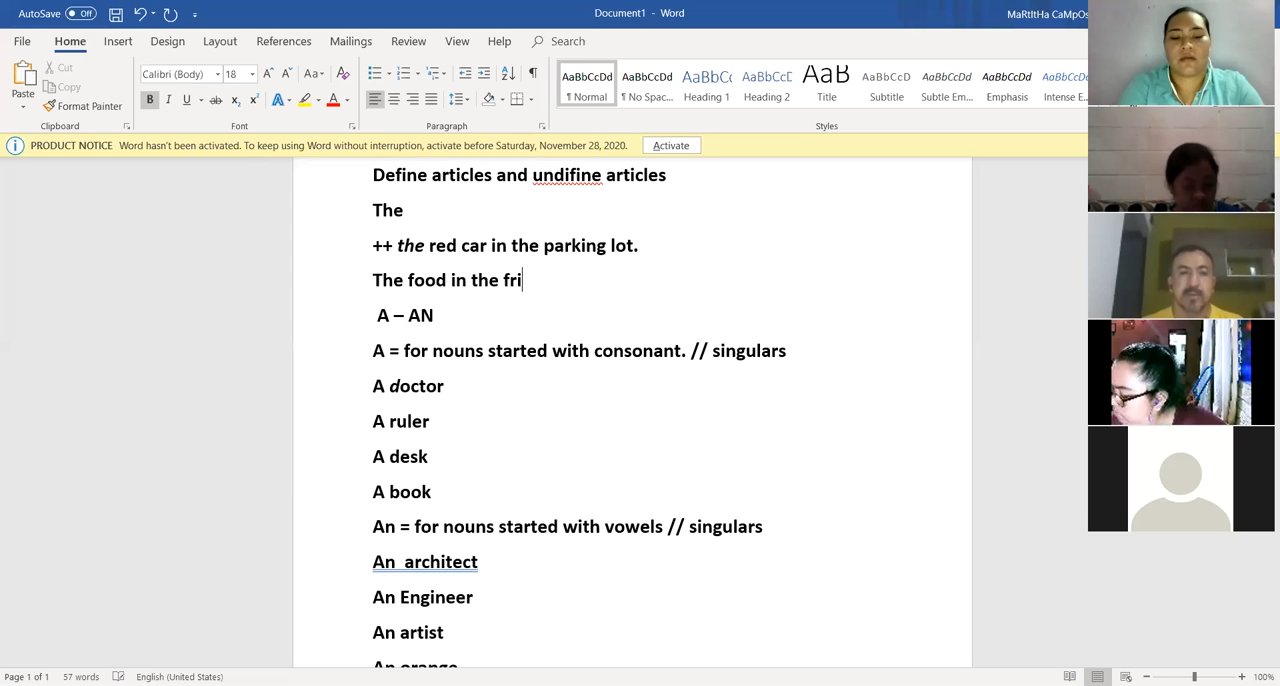 AutoSave Off Document1 - Word MaRtItHa CaMpOs
File Home Insert Design Layout References Mailings Review View Help Search
Paste Cut Copy Format Painter
Calibri (Body) 18 Aa
B I U ab x₂ x² A A
AaBbCcDd ¶ Normal
AaBbCcDd ¶ No Spac...
AaBbCc Heading 1
AaBbCcE Heading 2
AaB Title
AaBbCcD Subtitle
AaBbCcDd Subtle Em...
AaBbCcDd Emphasis
AaBbCcDd Intense E...
Clipboard Font Paragraph Styles
PRODUCT NOTICE Word hasn't been activated. To keep using Word without interruption, activate before Saturday, November 28, 2020. Activate
Define articles and undifine articles
The
++ the red car in the parking lot.
The food in the fri
A – AN
A = for nouns started with consonant. // singulars
A doctor
A ruler
A desk
A book
An = for nouns started with vowels // singulars
An  architect
An Engineer
An artist
An orange
Page 1 of 1 57 words English (United States) 100%